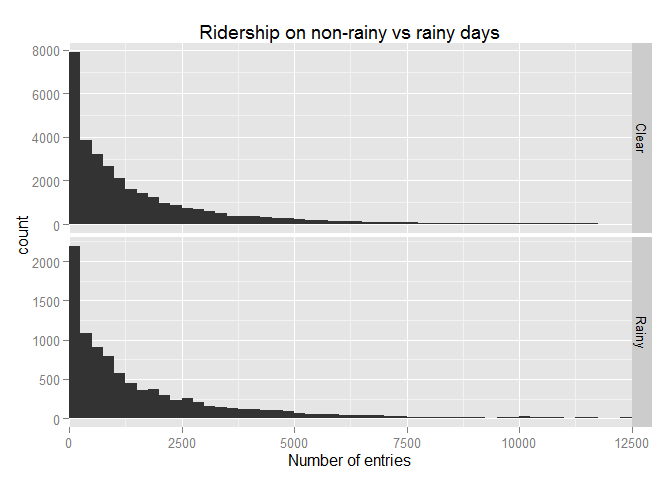 Ridership on non-rainy vs rainy days
8000
6000
4000
2000
0
Clear
count
2000
1500
1000
500
0
Rainy
0 2500 5000 7500 10000 12500
Number of entries